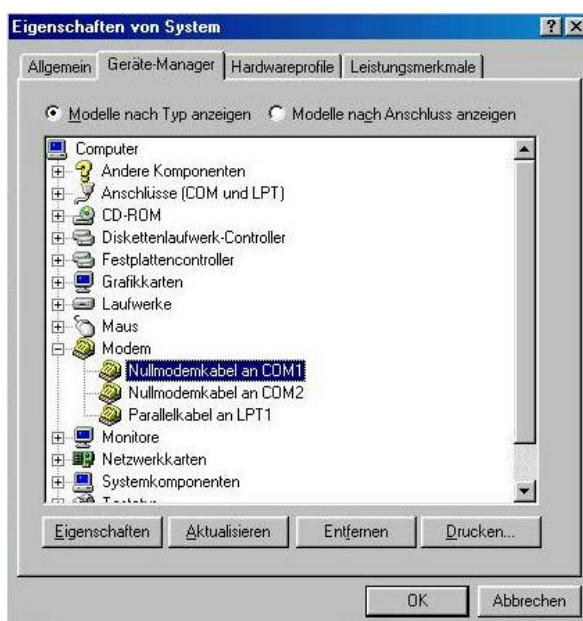 Eigenschaften von System
Allgemein Geräte-Manager Hardwareprofile Leistungsmerkmale
Modelle nach Typ anzeigen Modelle nach Anschluss anzeigen
Computer
Andere Komponenten
Anschlüsse (COM und LPT)
CD-ROM
Diskettenlaufwerk-Controller
Festplattencontroller
Grafikkarten
Laufwerke
Maus
Modem
Nullmodemkabel an COM1
Nullmodemkabel an COM2
Parallelkabel an LPT1
Monitore
Netzwerkkarten
Systemkomponenten
Eigenschaften Aktualisieren Entfernen Drucken...
OK Abbrechen